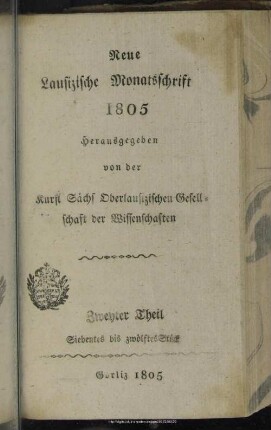 Neue
Lausizische Monatsschrift
1805
Herausgegeben
von der
Kurfl Sächs Oberlausizischen Gesell-
schaft der Wissenschaften
Zweyter Theil
Siebentes bis zwölftes Stück
Gorliz 1805